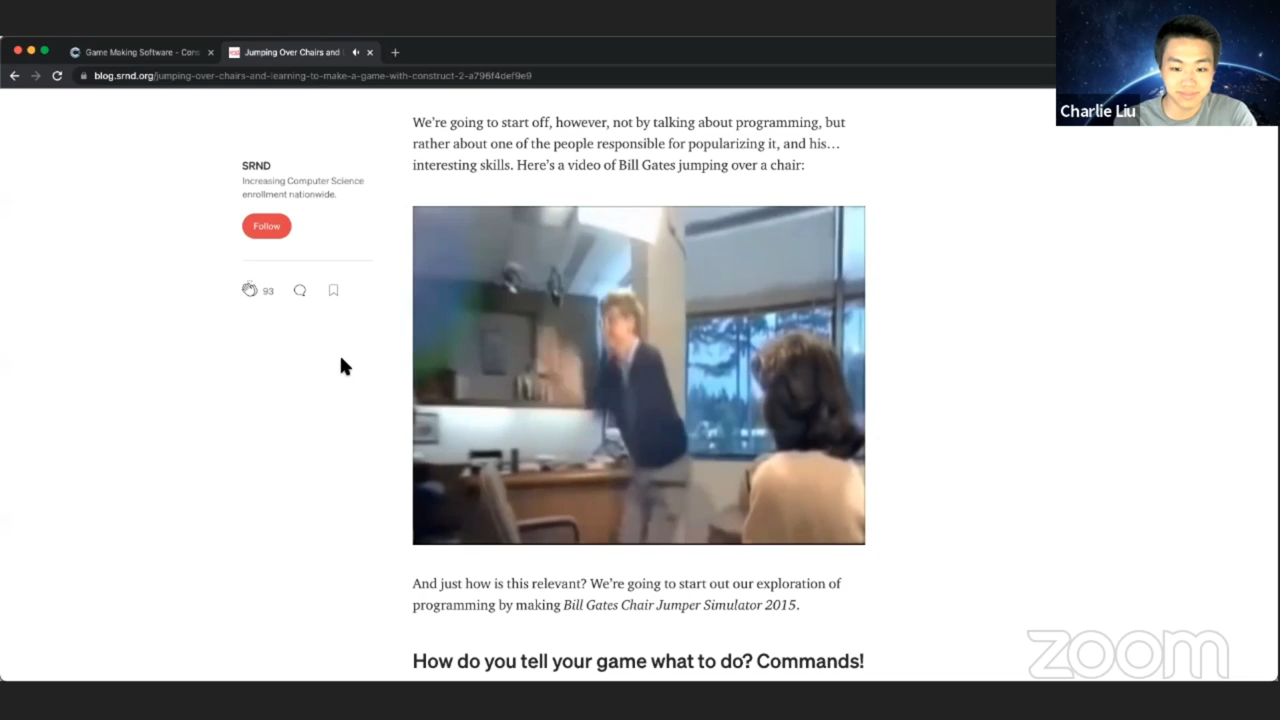 Game Making Software - Cons
Jumping Over Chairs and L
blog.srnd.org/jumping-over-chairs-and-learning-to-make-a-game-with-construct-2-a796f4def9e9
Charlie Liu
We're going to start off, however, not by talking about programming, but
rather about one of the people responsible for popularizing it, and his…
interesting skills. Here's a video of Bill Gates jumping over a chair:
SRND
Increasing Computer Science
enrollment nationwide.
Follow
93
And just how is this relevant? We're going to start out our exploration of
programming by making Bill Gates Chair Jumper Simulator 2015.
How do you tell your game what to do? Commands!
zoom